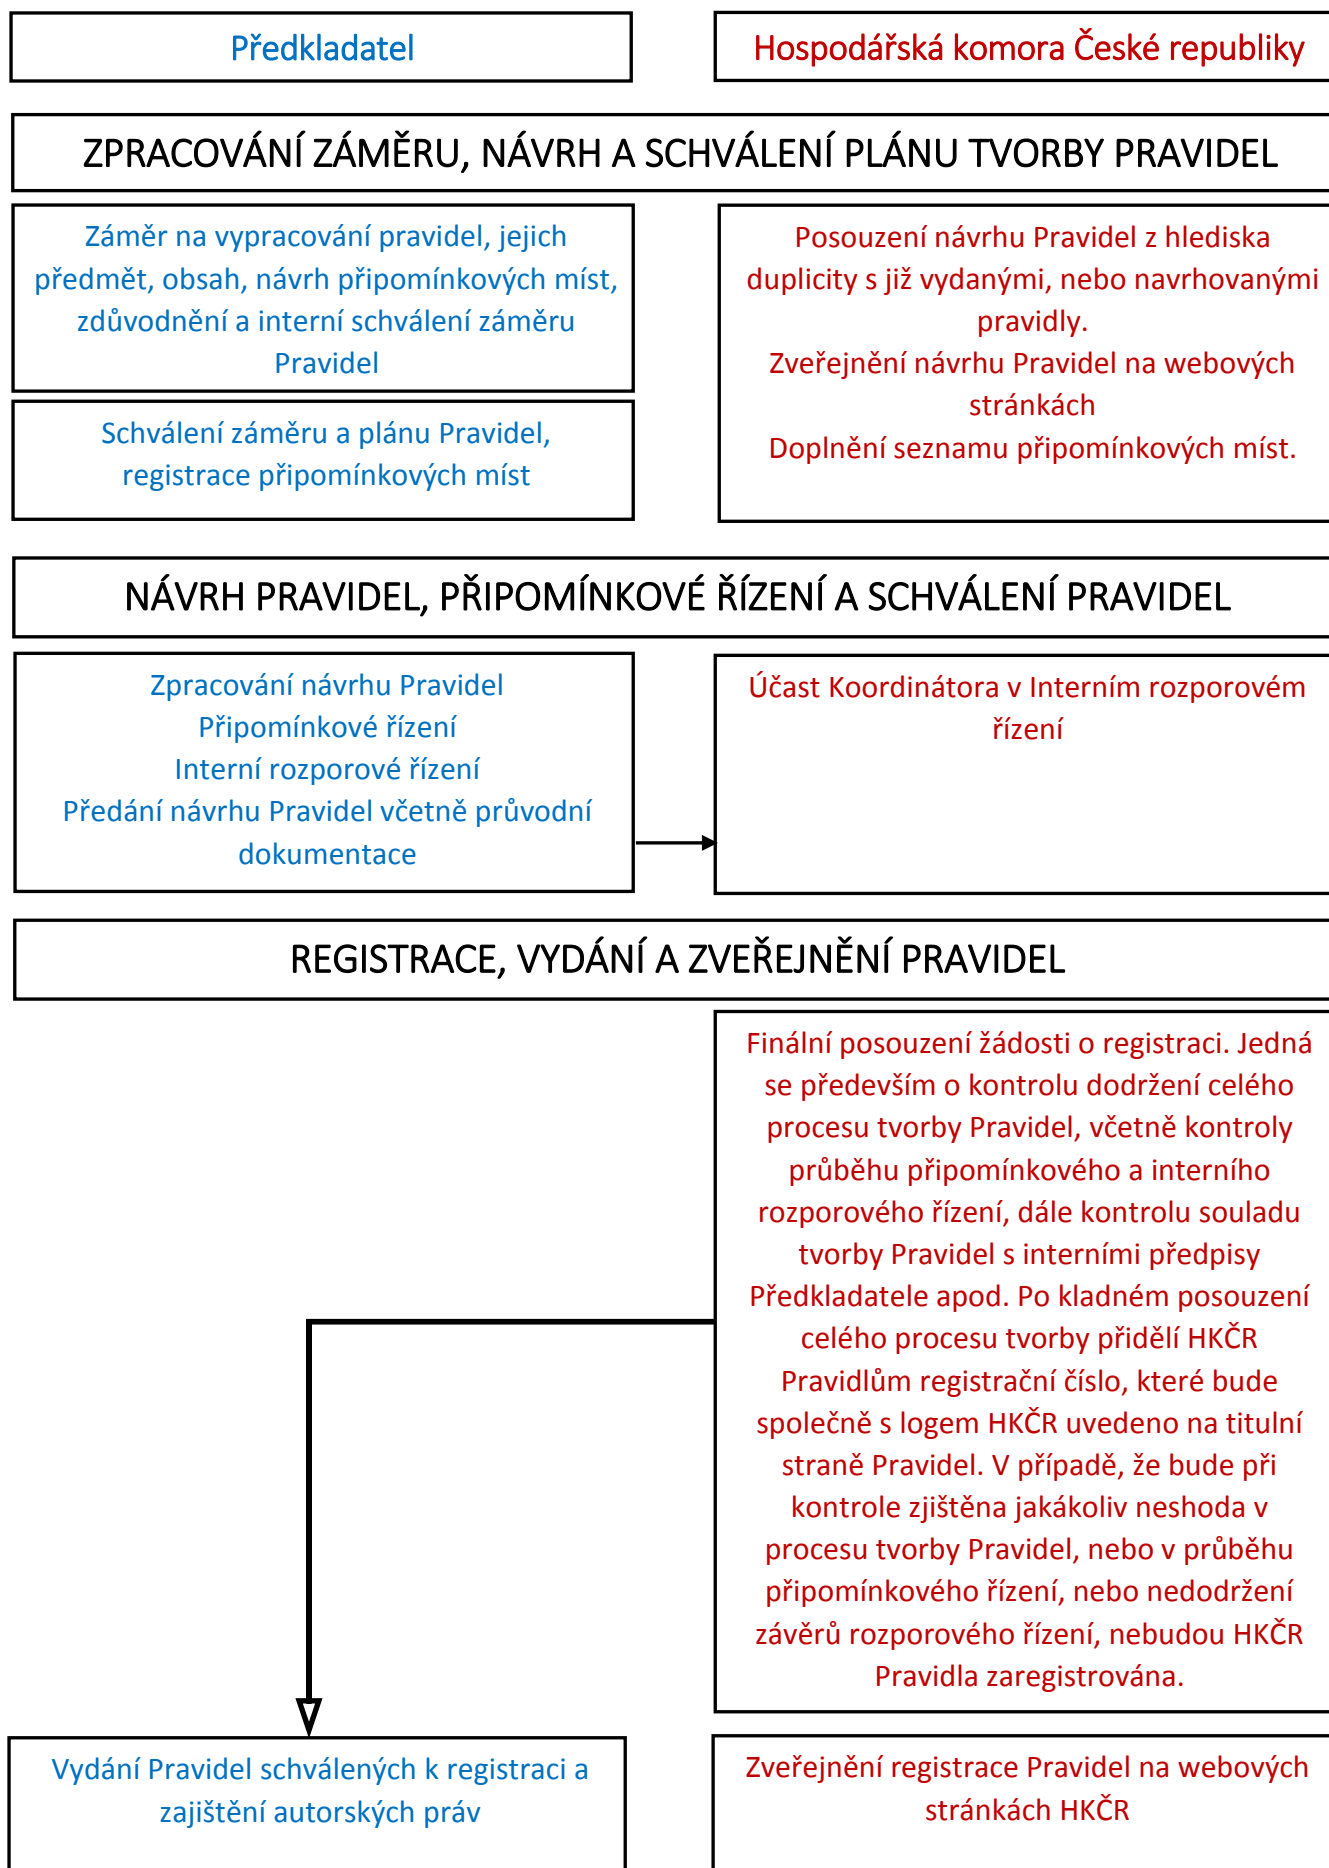 Předkladatel
Hospodářská komora České republiky
ZPRACOVÁNÍ ZÁMĚRU, NÁVRH A SCHVÁLENÍ PLÁNU TVORBY PRAVIDEL
Záměr na vypracování pravidel, jejich
předmět, obsah, návrh připomínkových míst,
zdůvodnění a interní schválení záměru
Pravidel
Schválení záměru a plánu Pravidel,
registrace připomínkových míst
Posouzení návrhu Pravidel z hlediska
duplicity s již vydanými, nebo navrhovanými
pravidly.
Zveřejnění návrhu Pravidel na webových
stránkách
Doplnění seznamu připomínkových míst.
NÁVRH PRAVIDEL, PŘIPOMÍNKOVÉ ŘÍZENÍ A SCHVÁLENÍ PRAVIDEL
Zpracování návrhu Pravidel
Připomínkové řízení
Interní rozporové řízení
Předání návrhu Pravidel včetně průvodní
dokumentace
Účast Koordinátora v Interním rozporovém
řízení
REGISTRACE, VYDÁNÍ A ZVEŘEJNĚNÍ PRAVIDEL
Finální posouzení žádosti o registraci. Jedná
se především o kontrolu dodržení celého
procesu tvorby Pravidel, včetně kontroly
průběhu připomínkového a interního
rozporového řízení, dále kontrolu souladu
tvorby Pravidel s interními předpisy
Předkladatele apod. Po kladném posouzení
celého procesu tvorby přidělí HKČR
Pravidlům registrační číslo, které bude
společně s logem HKČR uvedeno na titulní
straně Pravidel. V případě, že bude při
kontrole zjištěna jakákoliv neshoda v
procesu tvorby Pravidel, nebo v průběhu
připomínkového řízení, nebo nedodržení
závěrů rozporového řízení, nebudou HKČR
Pravidla zaregistrována.
Vydání Pravidel schválených k registraci a
zajištění autorských práv
Zveřejnění registrace Pravidel na webových
stránkách HKČR